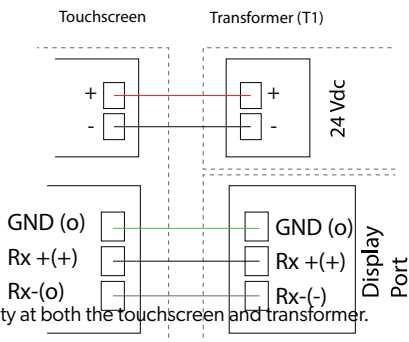 Touchscreen Transformer (T1)
+ +
- -
24 Vdc
GND (o) GND (o)
Rx +(+) Rx +(+)
Rx-(o) Rx-(-)
Display
Port
ty at both the touchscreen and transformer.